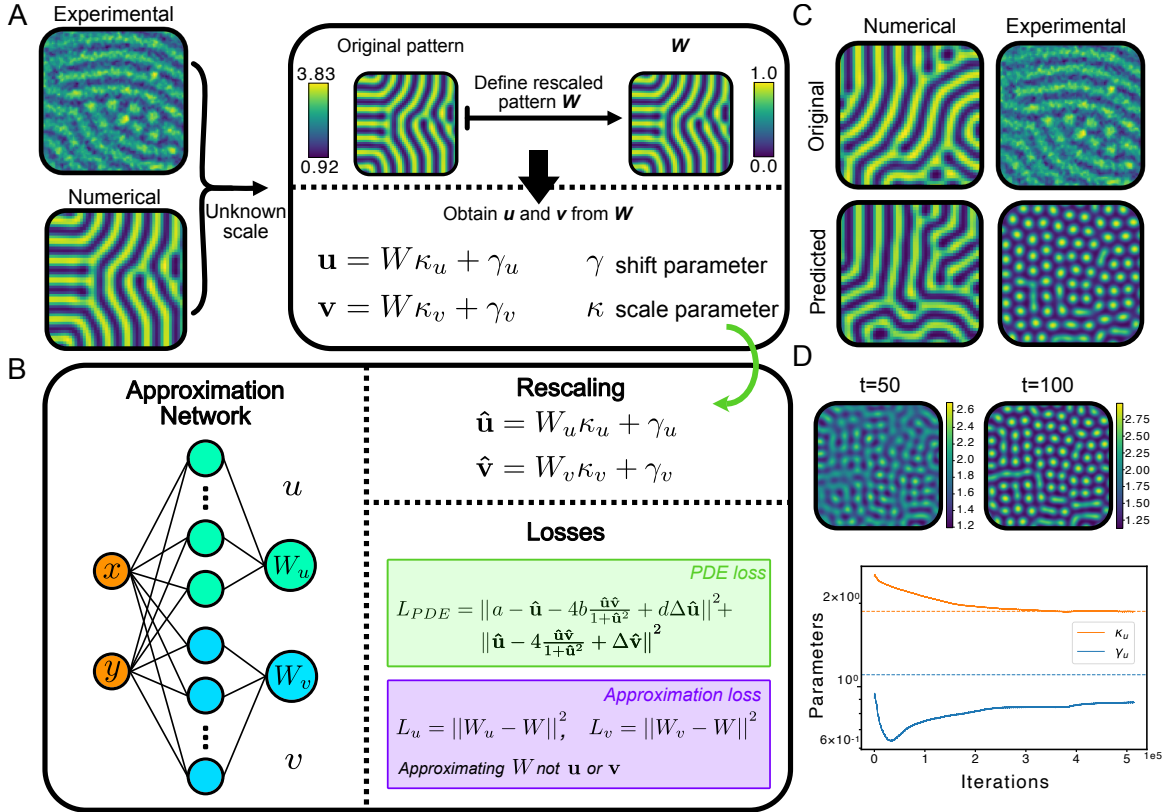 A
Experimental
Numerical
Unknown
scale
Original pattern
3.83
0.92
Define rescaled
pattern W
W
1.0
0.0
Obtain u and v from W
u = Wκ_u + γ_u
γ shift parameter
v = Wκ_v + γ_v
κ scale parameter
B
Approximation
Network
x
y
u
W_u
W_v
v
Rescaling
û = W_uκ_u + γ_u
v̂ = W_vκ_v + γ_v
Losses
PDE loss
L_{PDE} = ||a − û − 4b \frac{ûv̂}{1+û²} + dΔû||²+
||û − 4\frac{ûv̂}{1+û²} + Δv̂||²
Approximation loss
L_u = ||W_u − W||², L_v = ||W_v − W||²
Approximating W not u or v
C
Numerical
Experimental
Original
Predicted
D
t=50
2.6
2.4
2.2
2.0
1.8
1.6
1.4
1.2
t=100
2.75
2.50
2.25
2.00
1.75
1.50
1.25
Parameters
2×10⁰
10⁰
6×10⁻¹
κ_u
γ_u
0
1
2
3
4
5
1e5
Iterations